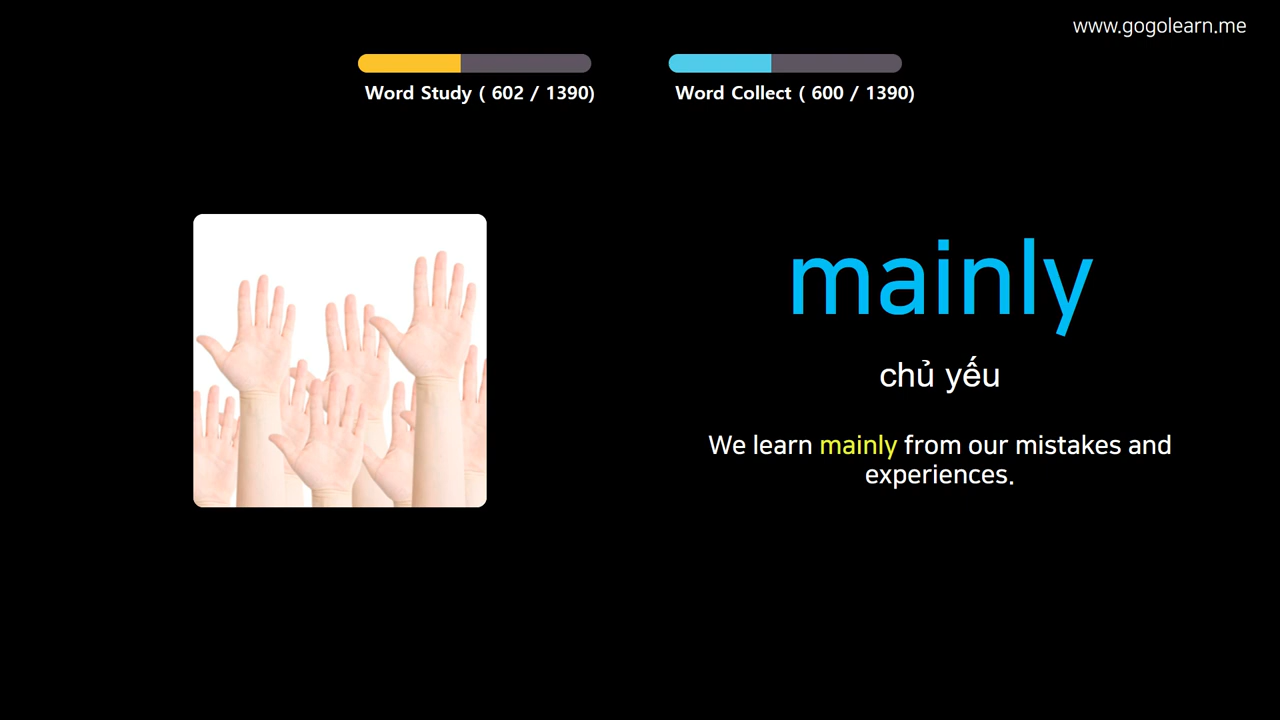 www.gogolearn.me
Word Study ( 602 / 1390)
Word Collect ( 600 / 1390)
mainly
chủ yếu
We learn mainly from our mistakes and
experiences.